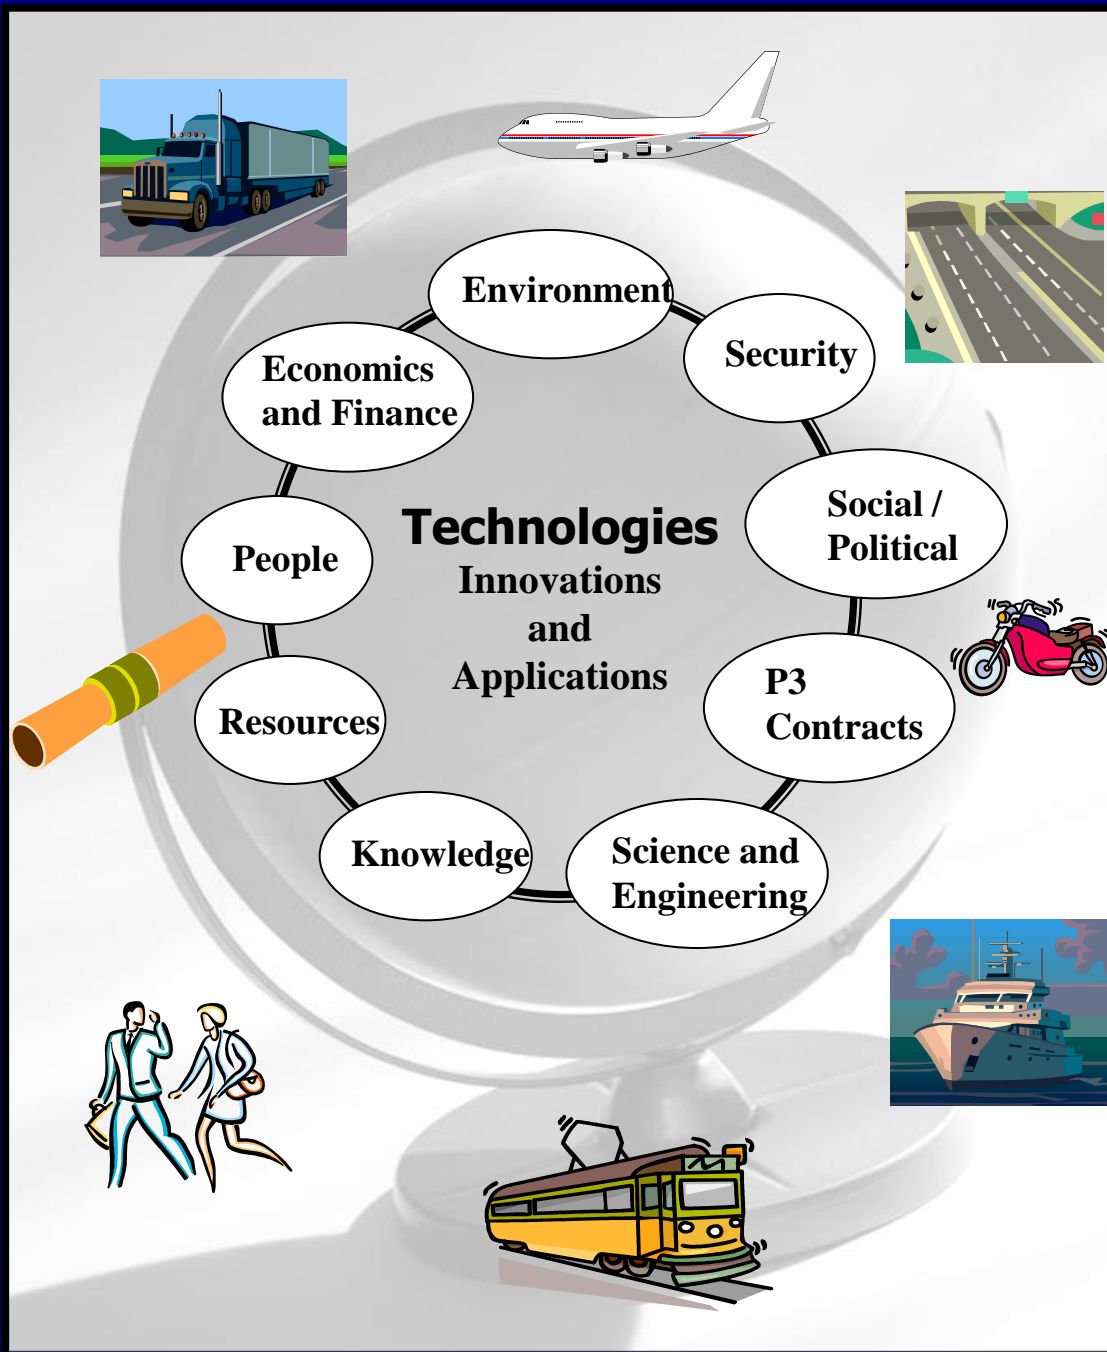 Environment
Security
Economics
and Finance
Social /
Political
People
Technologies
Innovations
and
Applications
P3
Contracts
Resources
Knowledge
Science and
Engineering